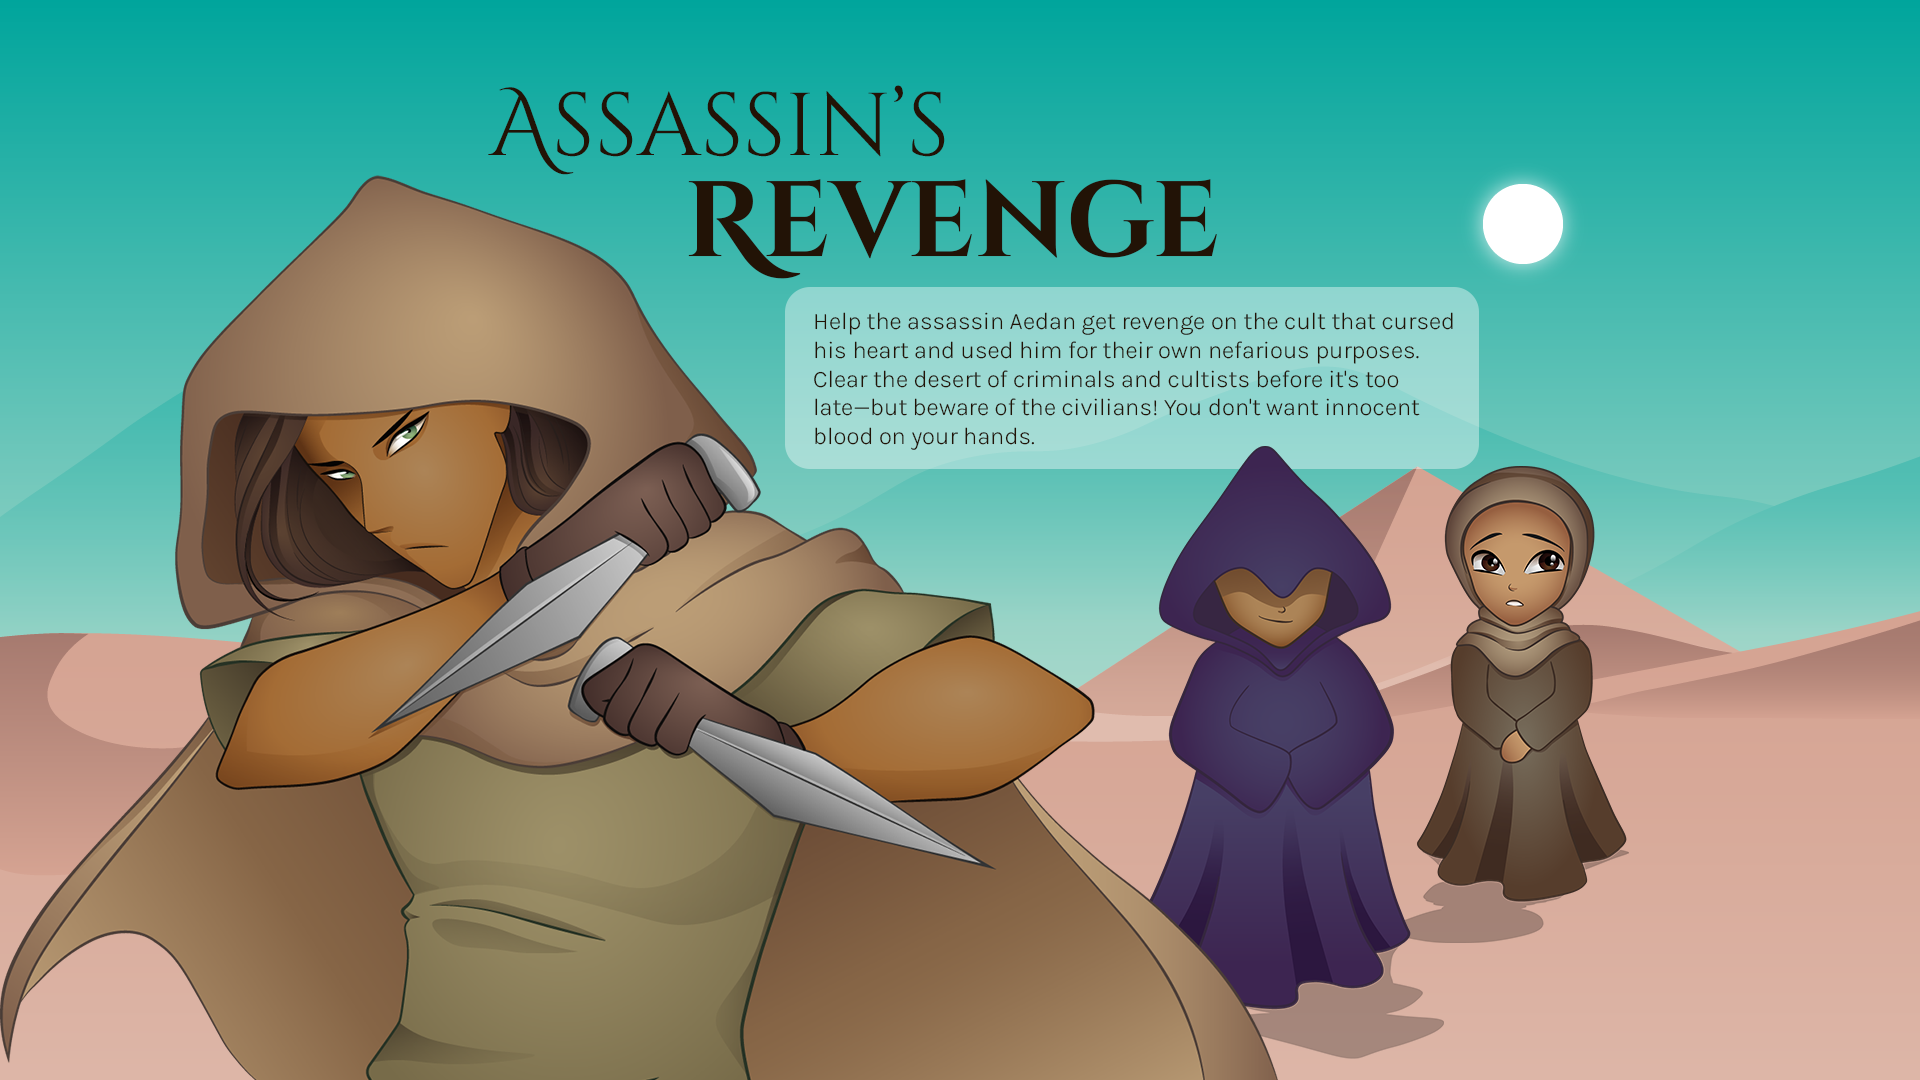 Assassin's
Revenge
Help the assassin Aedan get revenge on the cult that cursed
his heart and used him for their own nefarious purposes.
Clear the desert of criminals and cultists before it's too
late—but beware of the civilians! You don't want innocent
blood on your hands.